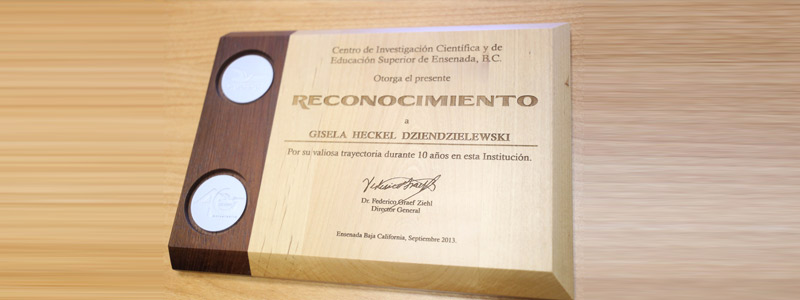 Centro de Investigación Científica y de
Educación Superior de Ensenada, B.C.
Otorga el presente
RECONOCIMIENTO
a
GISELA HECKEL DZIENDZIELEWSKI
Por su valiosa trayectoria durante 10 años en esta Institución.
Dr. Federico Graef Ziehl
Director General
Ensenada Baja California, Septiembre 2013.